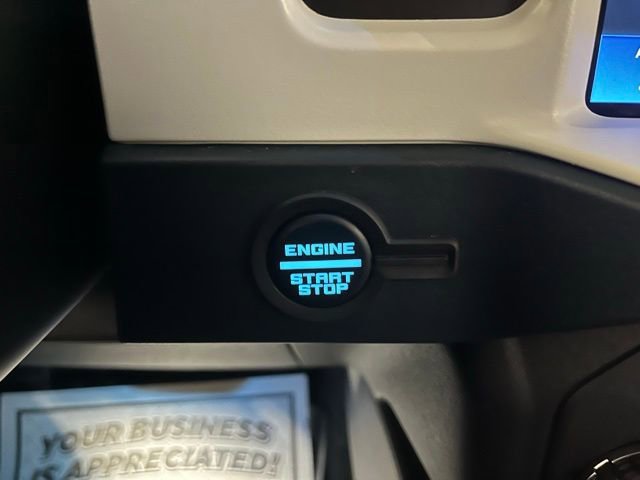 ENGINE
START
STOP
YOUR BUSINESS
IS APPRECIATED!